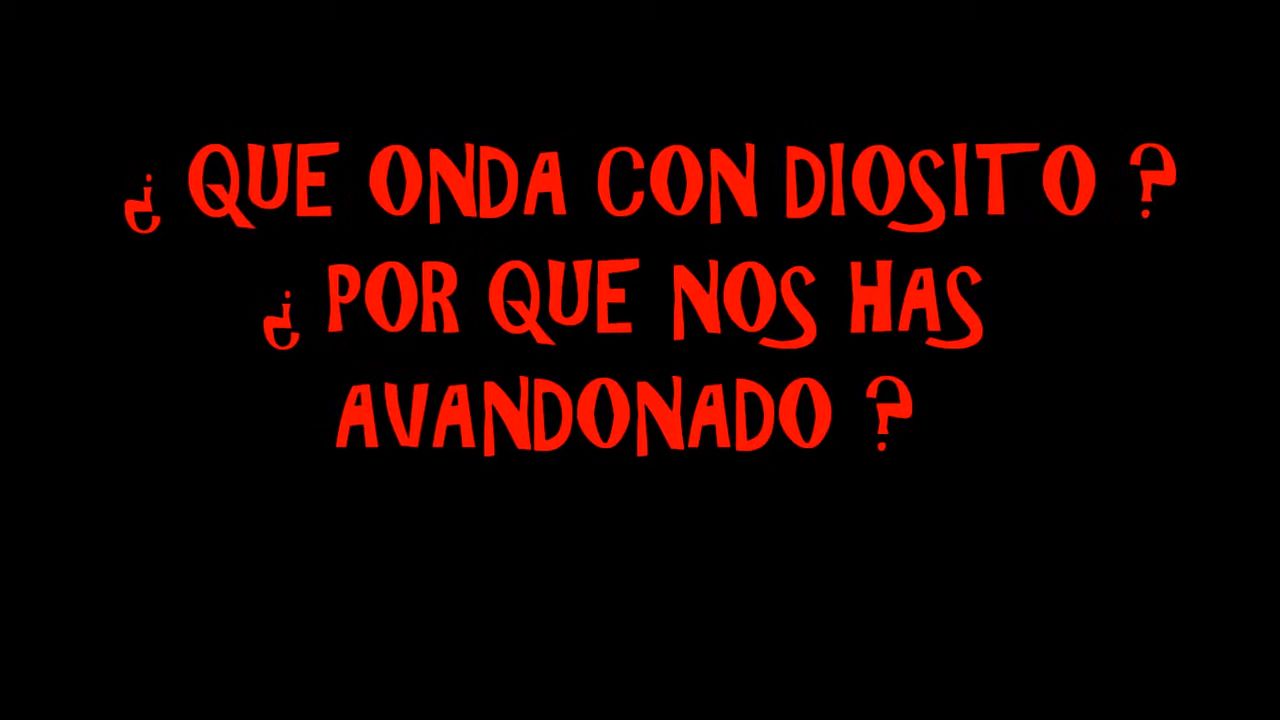 ¿ QUE ONDA CON DIOSITO ?
¿ POR QUE NOS HAS
AVANDONADO ?